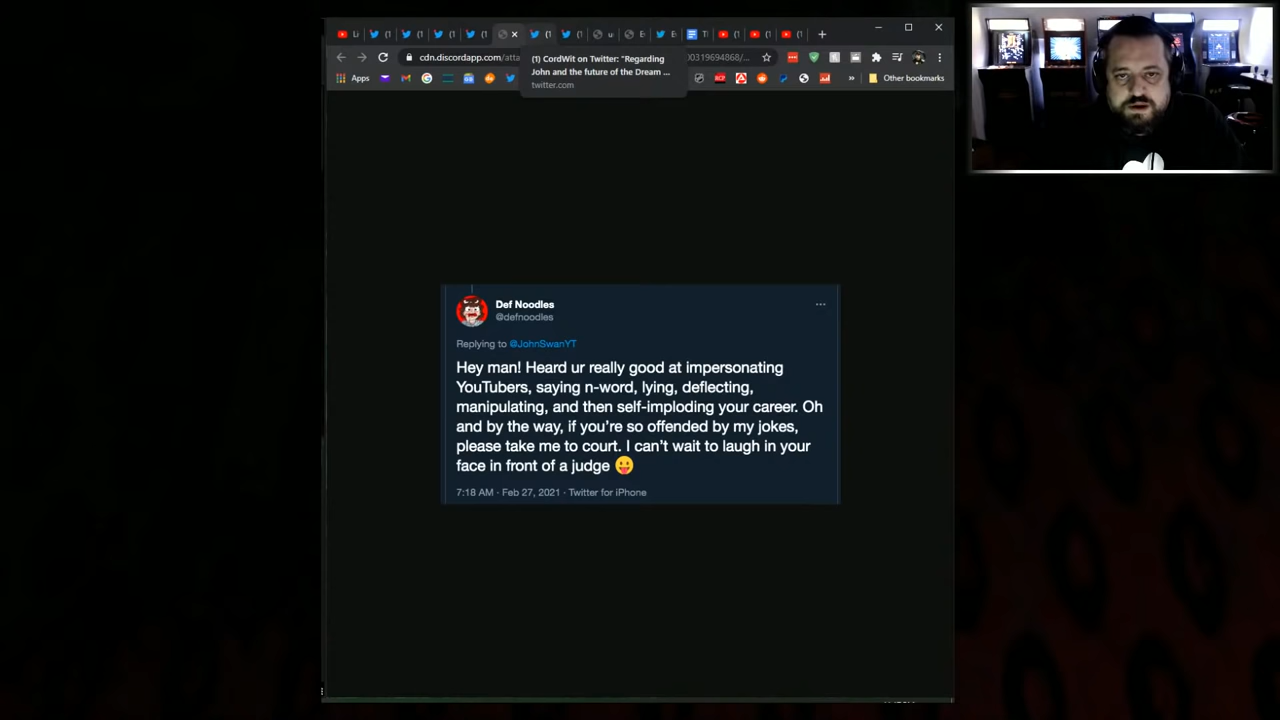 cdn.discordapp.com/atta
00319694868/...
(1) CordWit on Twitter: "Regarding
John and the future of the Dream ...
twitter.com
Apps
Other bookmarks
Def Noodles
@defnoodles
Replying to @JohnSwanYT
Hey man! Heard ur really good at impersonating
YouTubers, saying n-word, lying, deflecting,
manipulating, and then self-imploding your career. Oh
and by the way, if you're so offended by my jokes,
please take me to court. I can't wait to laugh in your
face in front of a judge 😛
7:18 AM · Feb 27, 2021 · Twitter for iPhone